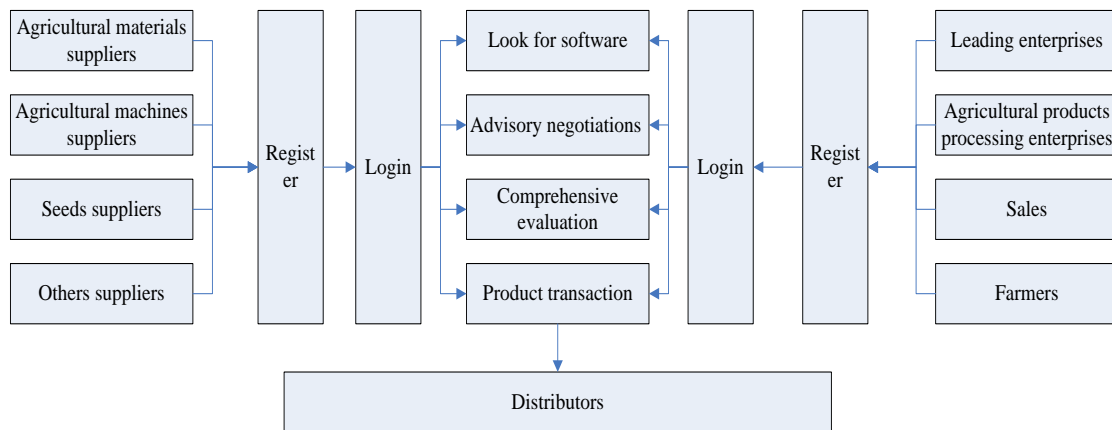 Agricultural materials
suppliers
Agricultural machines
suppliers
Seeds suppliers
Others suppliers
Regist
er
Login
Look for software
Advisory negotiations
Comprehensive
evaluation
Product transaction
Login
Regist
er
Leading enterprises
Agricultural products
processing enterprises
Sales
Farmers
Distributors